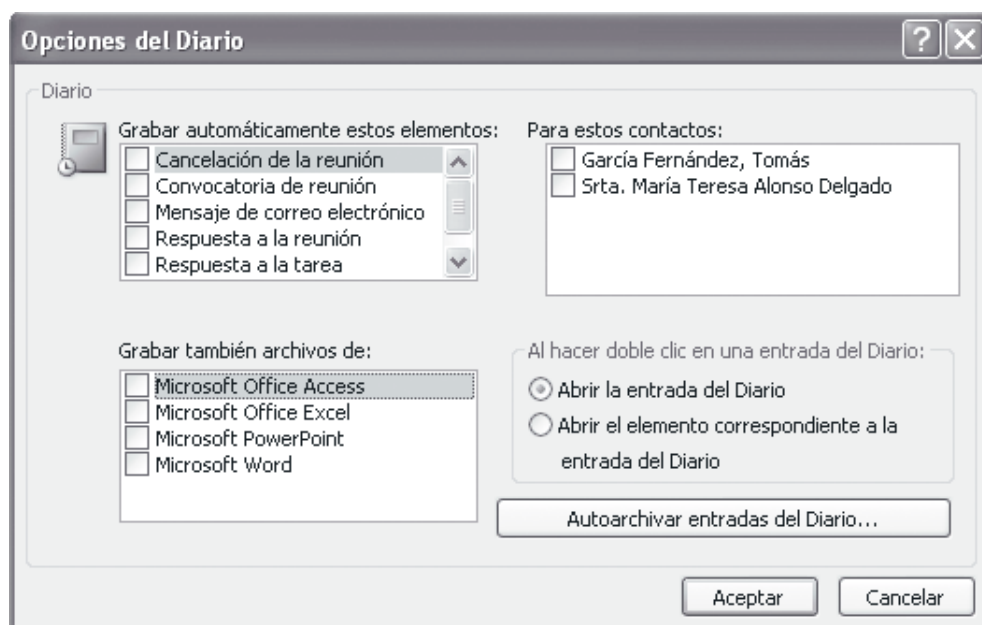 Opciones del Diario
Diario
Grabar automáticamente estos elementos:
Cancelación de la reunión
Convocatoria de reunión
Mensaje de correo electrónico
Respuesta a la reunión
Respuesta a la tarea
Para estos contactos:
García Fernández, Tomás
Srta. María Teresa Alonso Delgado
Grabar también archivos de:
Microsoft Office Access
Microsoft Office Excel
Microsoft PowerPoint
Microsoft Word
Al hacer doble clic en una entrada del Diario:
Abrir la entrada del Diario
Abrir el elemento correspondiente a la
entrada del Diario
Autoarchivar entradas del Diario...
Aceptar
Cancelar